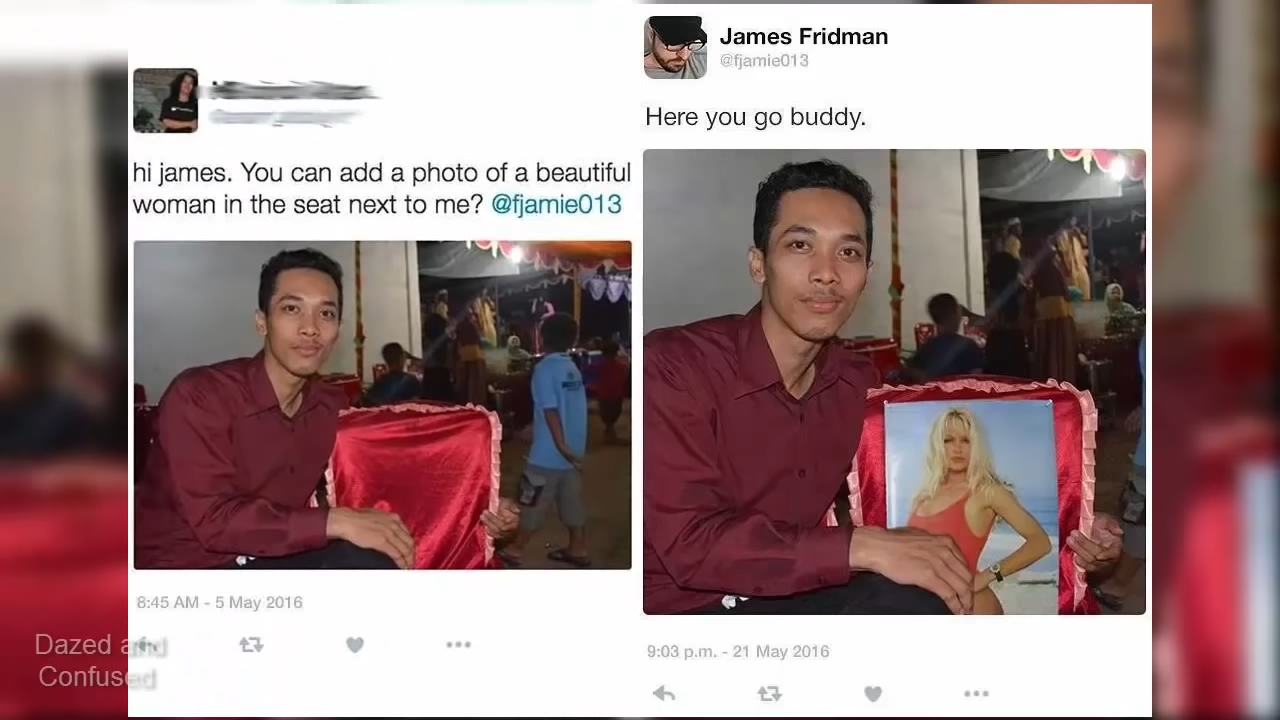 hi james. You can add a photo of a beautiful
woman in the seat next to me? @fjamie013
8:45 AM - 5 May 2016
James Fridman
@fjamie013
Here you go buddy.
9:03 p.m. - 21 May 2016
Dazed and
Confused